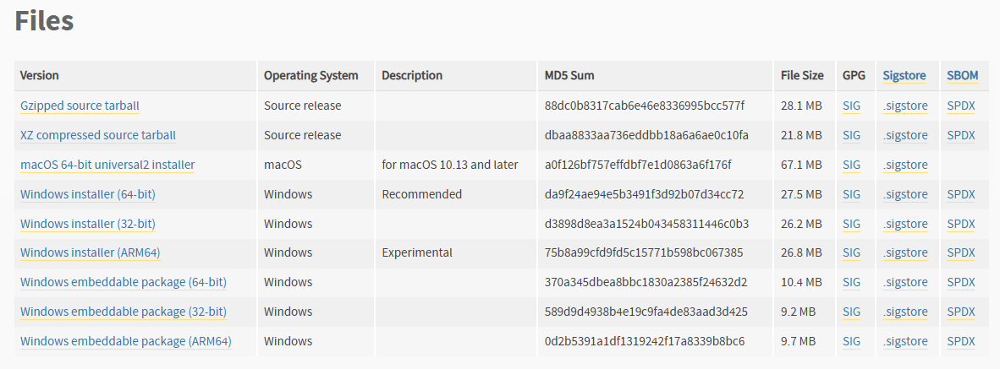 Files
Version Operating System Description MD5 Sum File Size GPG Sigstore SBOM
Gzipped source tarball Source release 88dc0b8317cab6e46e8336995bcc577f 28.1 MB SIG .sigstore SPDX
XZ compressed source tarball Source release dbaa8833aa736eddbb18a6a6ae0c10fa 21.8 MB SIG .sigstore SPDX
macOS 64-bit universal2 installer macOS for macOS 10.13 and later a0f126bf757effdbf7e1d0863a6f176f 67.1 MB SIG .sigstore
Windows installer (64-bit) Windows Recommended da9f24ae94e5b3491f3d92b07d34cc72 27.5 MB SIG .sigstore SPDX
Windows installer (32-bit) Windows d3898d8ea3a1524b043458311446c0b3 26.2 MB SIG .sigstore SPDX
Windows installer (ARM64) Windows Experimental 75b8a99cfd9fd5c15771b598bc067385 26.8 MB SIG .sigstore SPDX
Windows embeddable package (64-bit) Windows 370a345dbea8bbc1830a2385f24632d2 10.4 MB SIG .sigstore SPDX
Windows embeddable package (32-bit) Windows 589d9d4938b4e19c9fa4de83aad3d425 9.2 MB SIG .sigstore SPDX
Windows embeddable package (ARM64) Windows 0d2b5391a1df1319242f17a8339b8bc6 9.7 MB SIG .sigstore SPDX